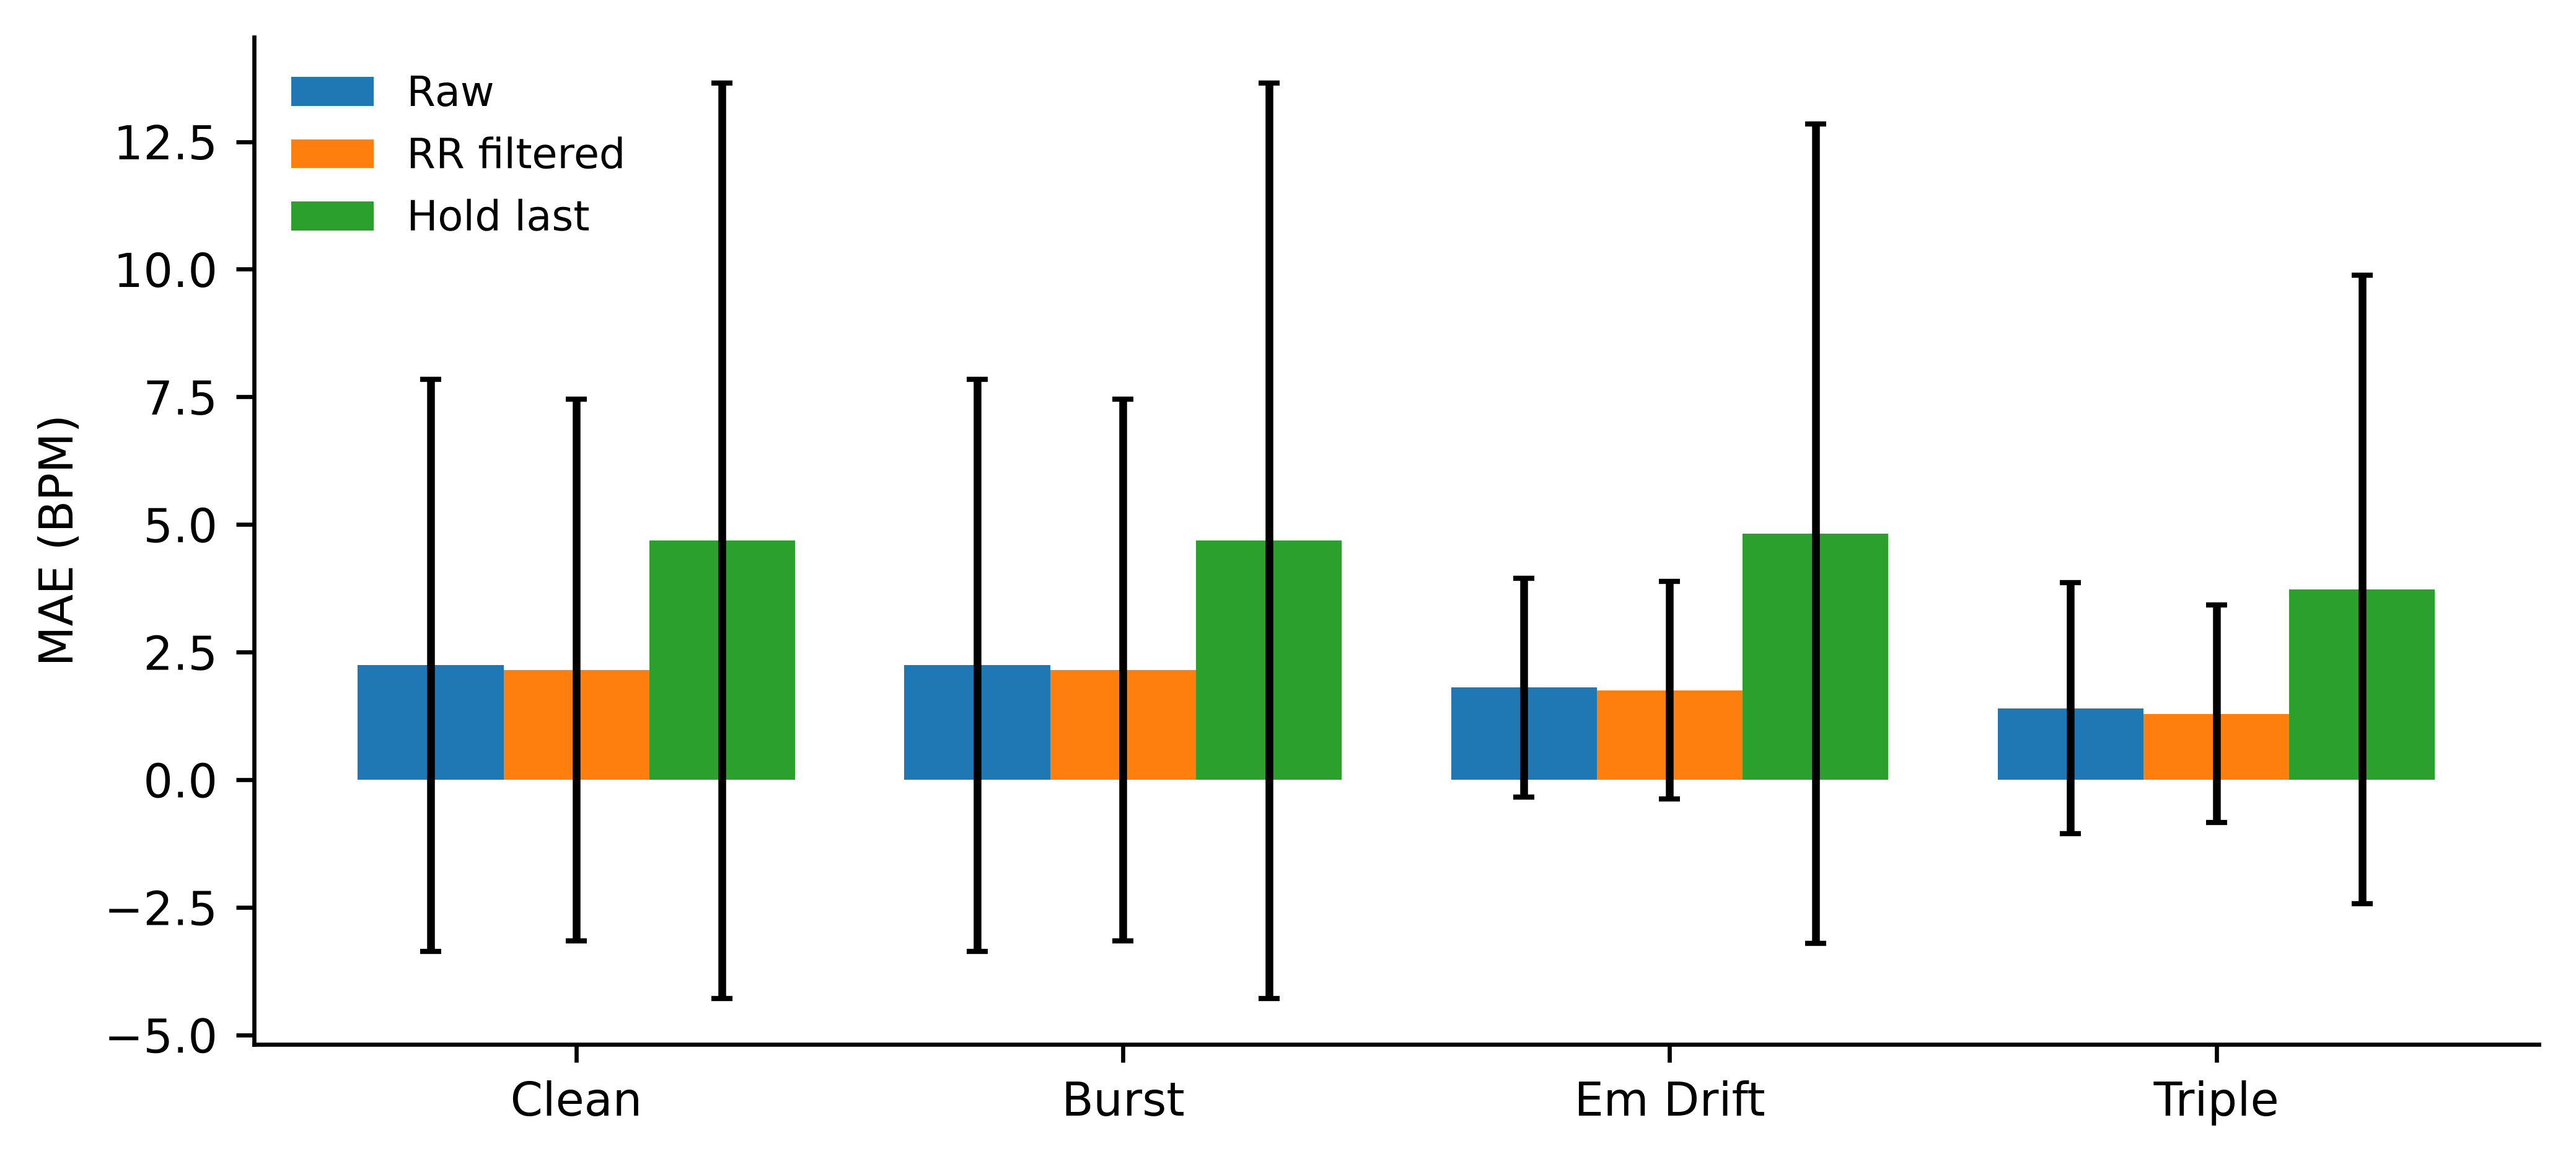 Raw
RR filtered
Hold last
MAE (BPM)
12.5
10.0
7.5
5.0
2.5
0.0
−2.5
−5.0
Clean Burst Em Drift Triple